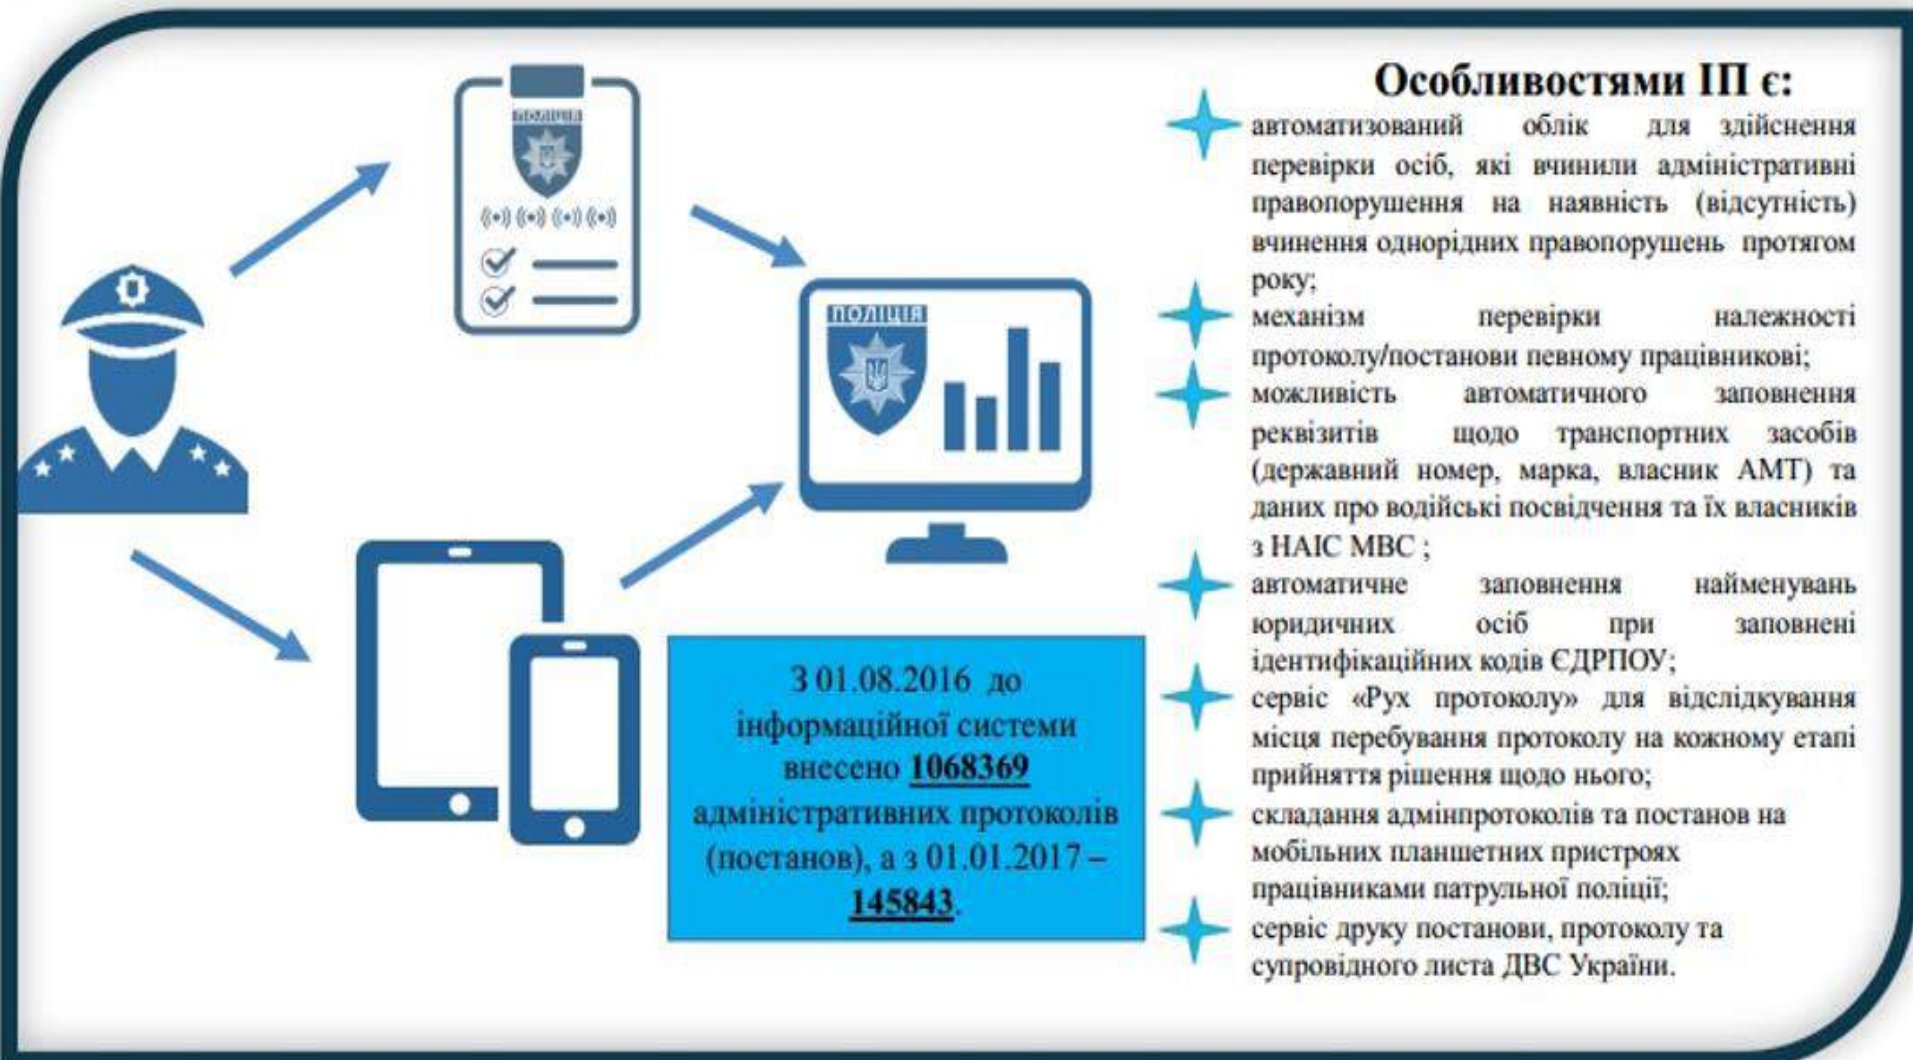 ПОЛІЦІЯ
ПОЛІЦІЯ
З 01.08.2016 до
інформаційної системи
внесено 1068369
адміністративних протоколів
(постанов), а з 01.01.2017 –
145843.
Особливостями ІП є:
автоматизований облік для здійснення
перевірки осіб, які вчинили адміністративні
правопорушення на наявність (відсутність)
вчинення однорідних правопорушень протягом
року;
механізм перевірки належності
протоколу/постанови певному працівникові;
можливість автоматичного заповнення
реквізитів щодо транспортних засобів
(державний номер, марка, власник АМТ) та
даних про водійські посвідчення та їх власників
з НАІС МВС ;
автоматичне заповнення найменувань
юридичних осіб при заповнені
ідентифікаційних кодів ЄДРПОУ;
сервіс «Рух протоколу» для відслідкування
місця перебування протоколу на кожному етапі
прийняття рішення щодо нього;
складання адмінпротоколів та постанов на
мобільних планшетних пристроях
працівниками патрульної поліції;
сервіс друку постанови, протоколу та
супровідного листа ДВС України.